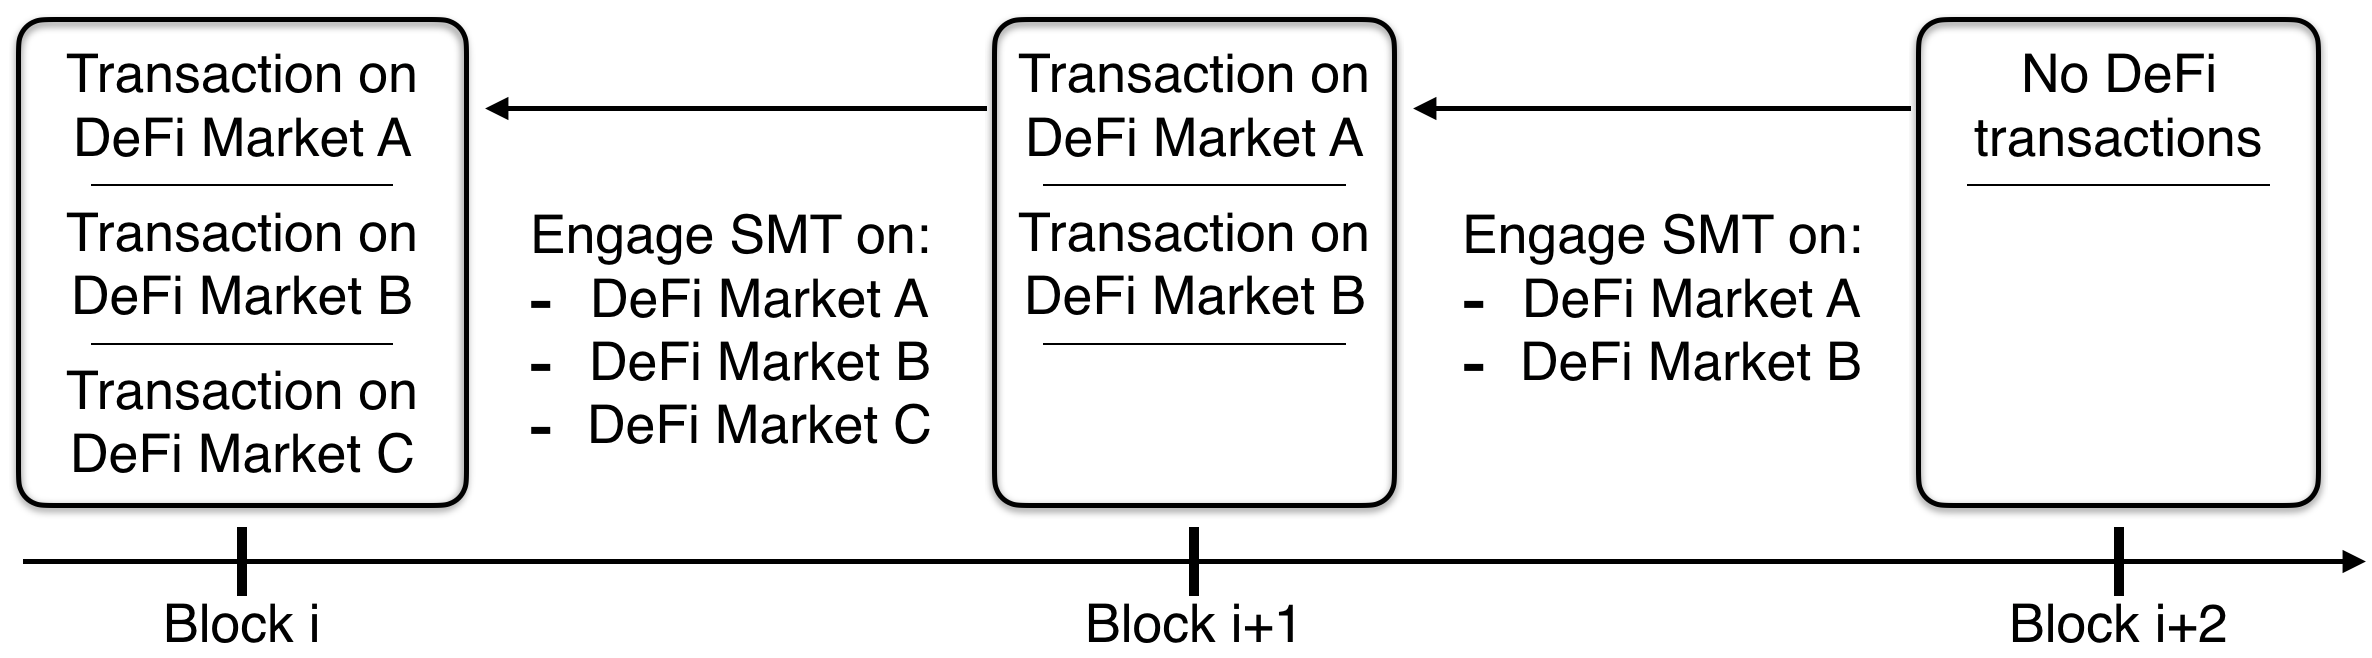 Transaction on
DeFi Market A
Transaction on
DeFi Market B
Transaction on
DeFi Market C
Engage SMT on:
- DeFi Market A
- DeFi Market B
- DeFi Market C
Transaction on
DeFi Market A
Transaction on
DeFi Market B
Engage SMT on:
- DeFi Market A
- DeFi Market B
No DeFi
transactions
Block i
Block i+1
Block i+2